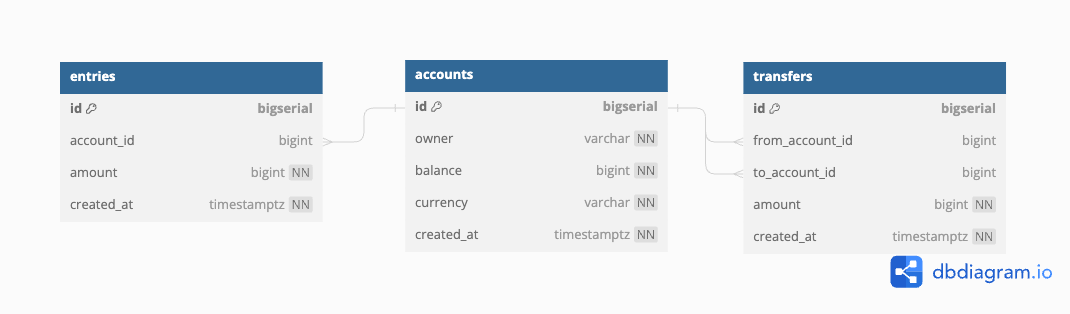 entries
id bigserial
account_id bigint
amount bigint NN
created_at timestamptz NN
accounts
id bigserial
owner varchar NN
balance bigint NN
currency varchar NN
created_at timestamptz NN
transfers
id bigserial
from_account_id bigint
to_account_id bigint
amount bigint NN
created_at timestamptz NN
dbdiagram.io